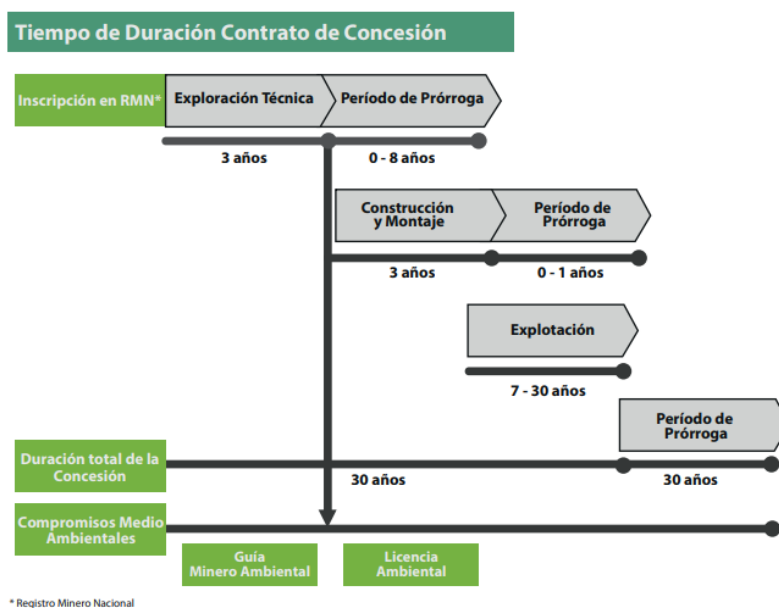 Tiempo de Duración Contrato de Concesión
Inscripción en RMN*
Exploración Técnica
Período de Prórroga
3 años
0 - 8 años
Construcción
y Montaje
Período de
Prórroga
3 años
0 - 1 años
Explotación
7 - 30 años
Período de
Prórroga
Duración total de la
Concesión
30 años
30 años
Compromisos Medio
Ambientales
Guía
Minero Ambiental
Licencia
Ambiental
* Registro Minero Nacional